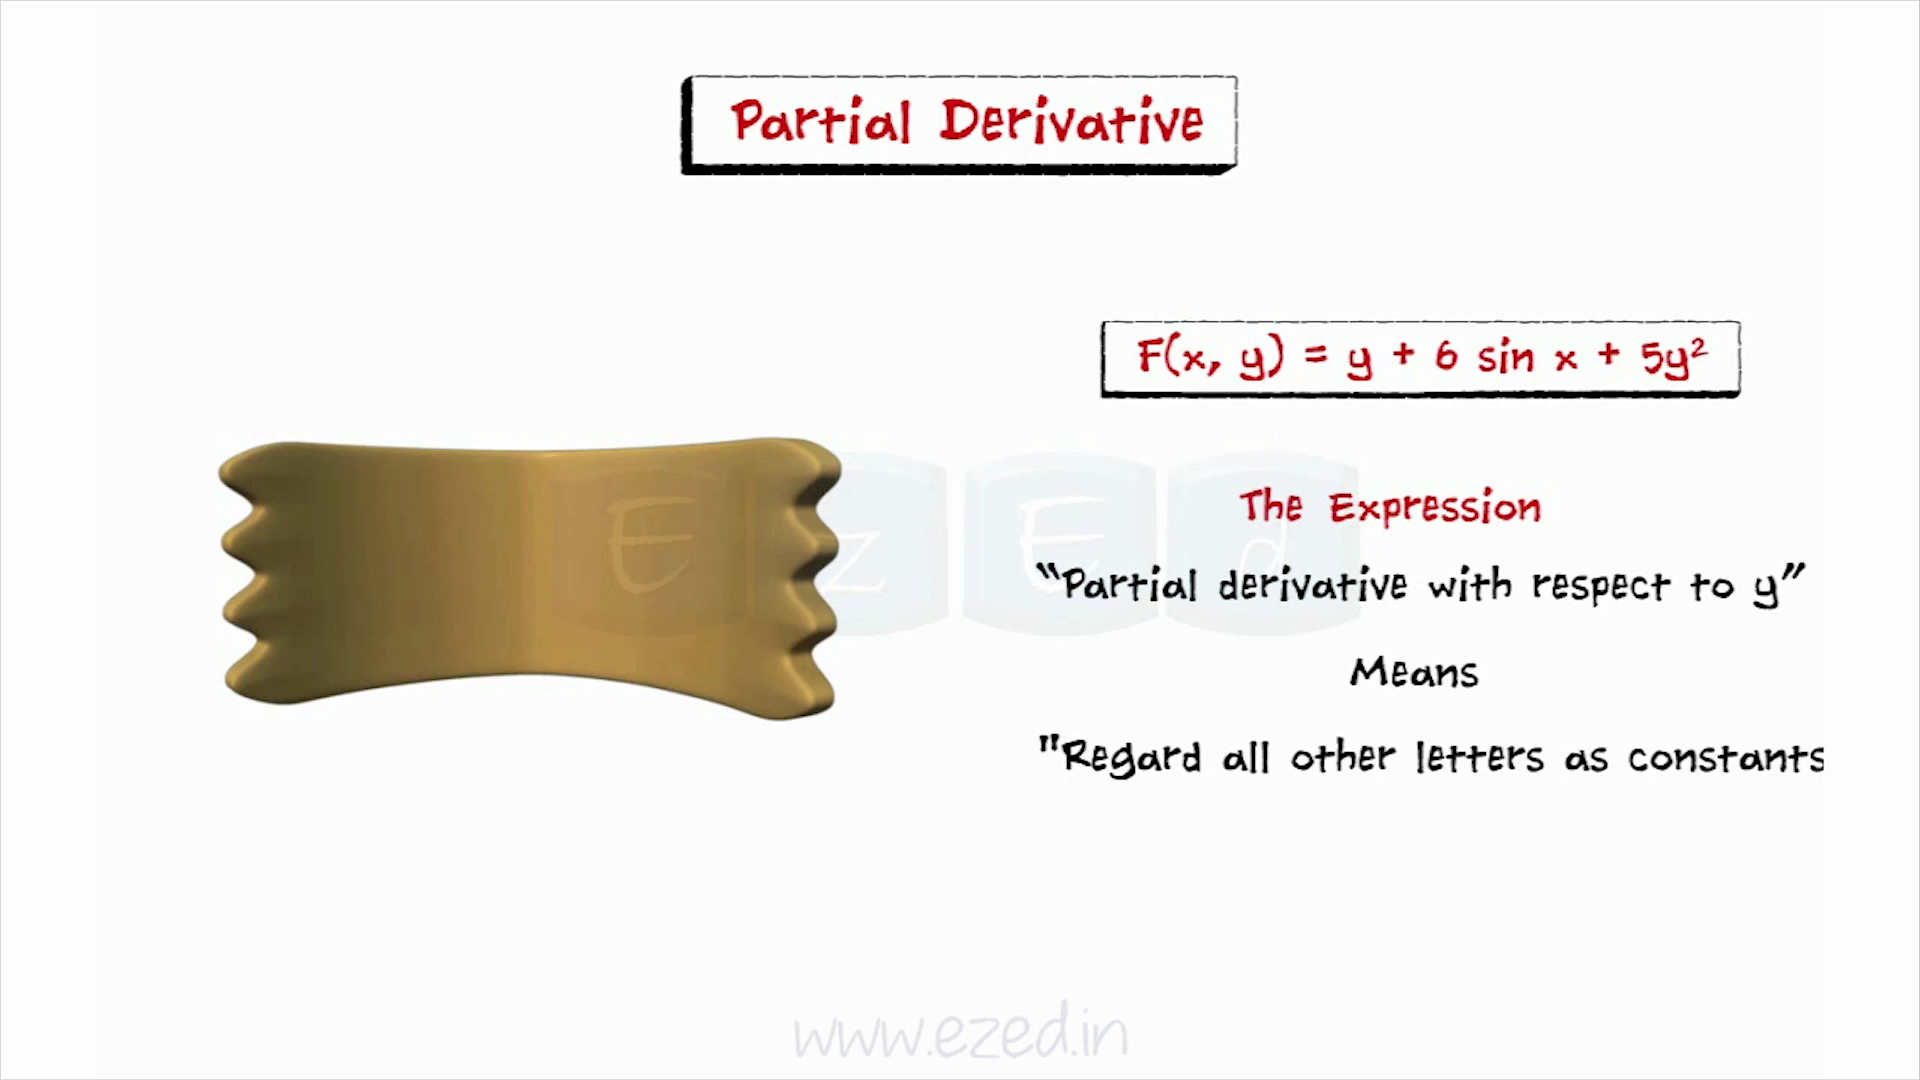 Partial Derivative
F(x, y) = y + 6 sin x + 5y²
E z E d
The Expression
“Partial derivative with respect to y”
Means
"Regard all other letters as constants
www.ezed.in